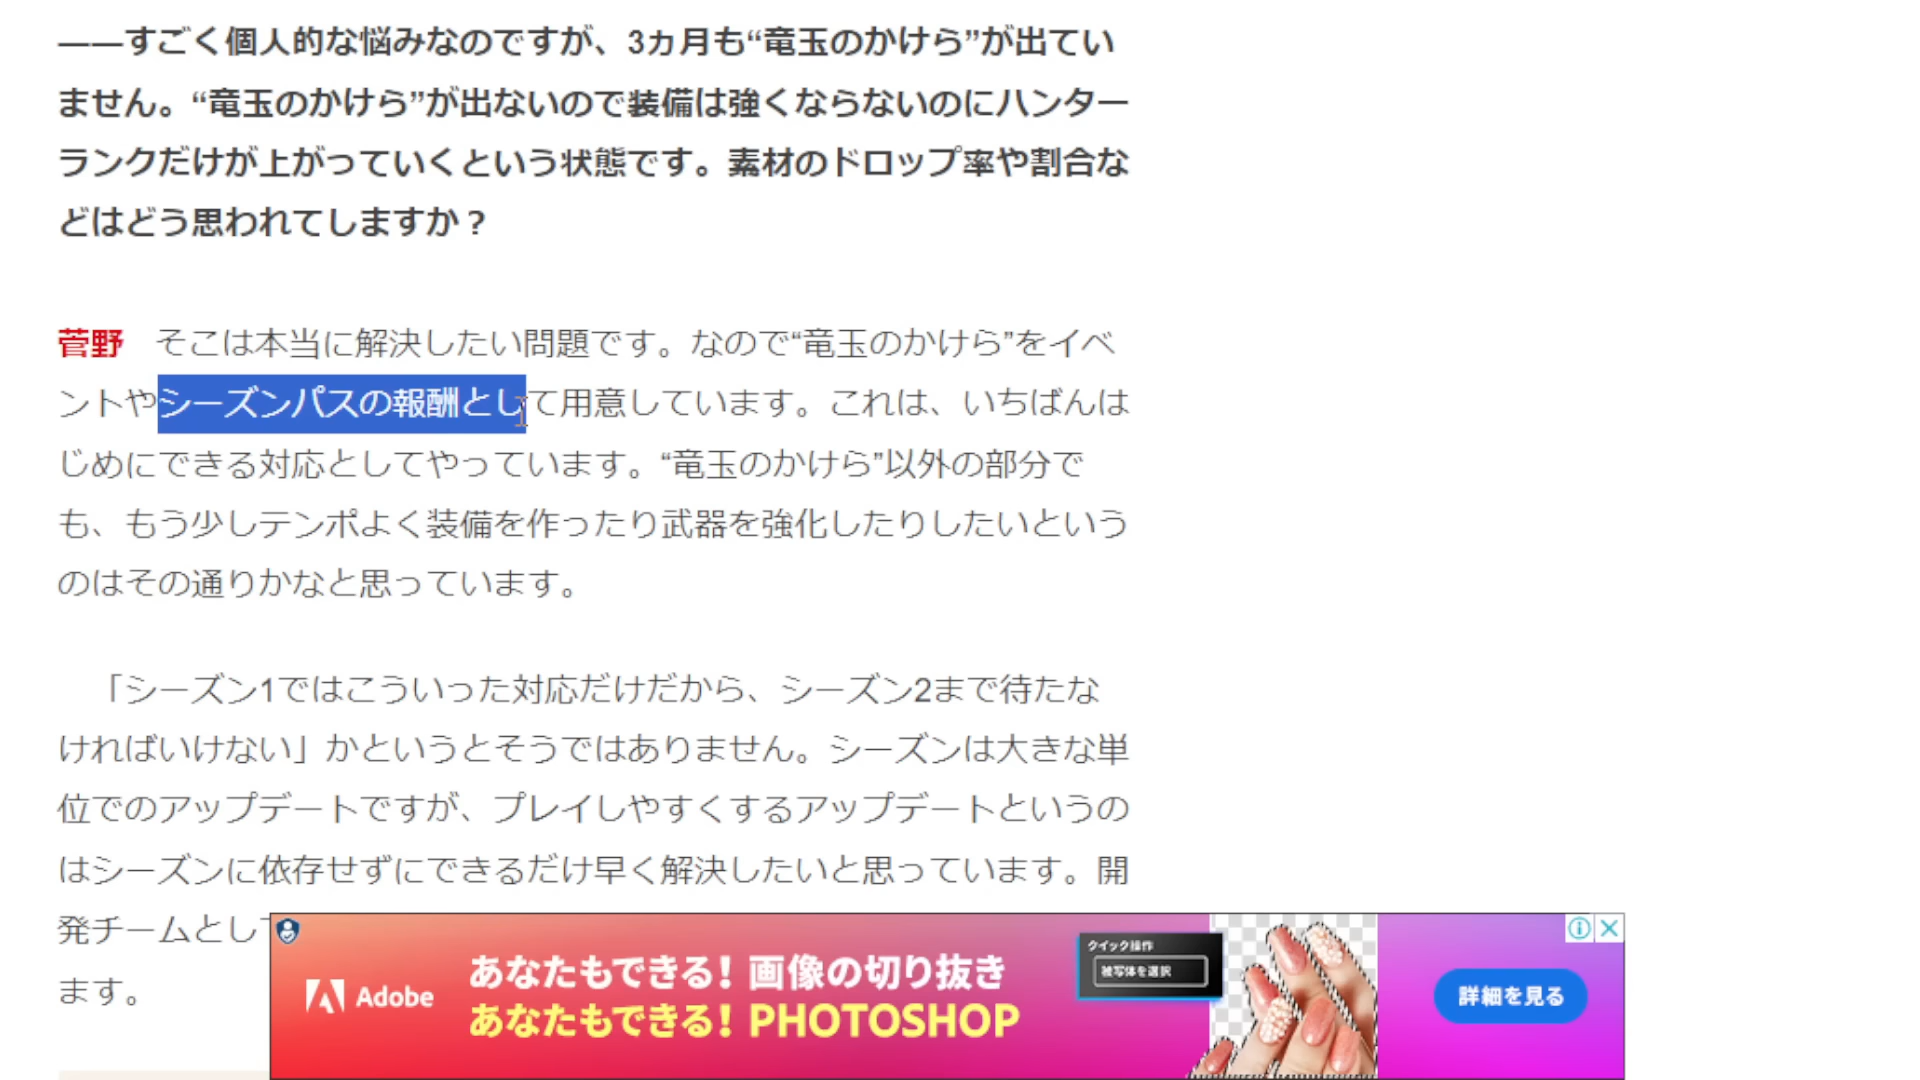 ――すごく個人的な悩みなのですが、3ヵ月も“竜玉のかけら”が出てい
ません。“竜玉のかけら”が出ないので装備は強くならないのにハンター
ランクだけが上がっていくという状態です。素材のドロップ率や割合な
どはどう思われてしますか？
菅野　そこは本当に解決したい問題です。なので“竜玉のかけら”をイベ
ントやシーズンパスの報酬として用意しています。これは、いちばんは
じめにできる対応としてやっています。“竜玉のかけら”以外の部分で
も、もう少しテンポよく装備を作ったり武器を強化したりしたいという
のはその通りかなと思っています。
「シーズン1ではこういった対応だけだから、シーズン2まで待たな
ければいけない」かというとそうではありません。シーズンは大きな単
位でのアップデートですが、プレイしやすくするアップデートというの
はシーズンに依存せずにできるだけ早く解決したいと思っています。開
発チームとして
ます。
Adobe
あなたもできる！画像の切り抜き
あなたもできる！PHOTOSHOP
クイック操作
被写体を選択
詳細を見る